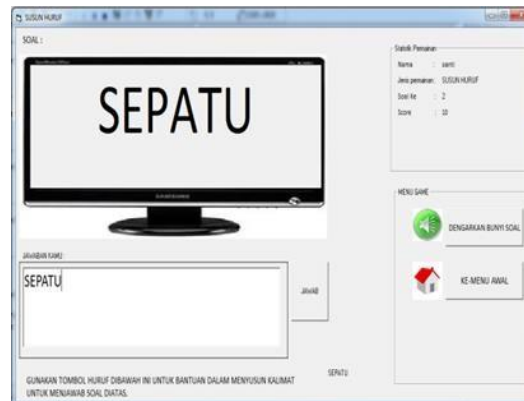 SUSUN HURUF
SOAL :
SEPATU
JAWABAN KAMU
SEPATU
JAWAB
GUNAKAN TOMBOL HURUF DIBAWAH INI UNTUK BANTUAN DALAM MENYUSUN KALIMAT
UNTUK MENJAWAB SOAL DIATAS.
SEPATU
Statistik Permainan
Nama : santi
Jenis permainan: SUSUN HURUF
Soal Ke : 2
Score : 10
MENU GAME
DENGARKAN BUNYI SOAL
KE-MENU AWAL